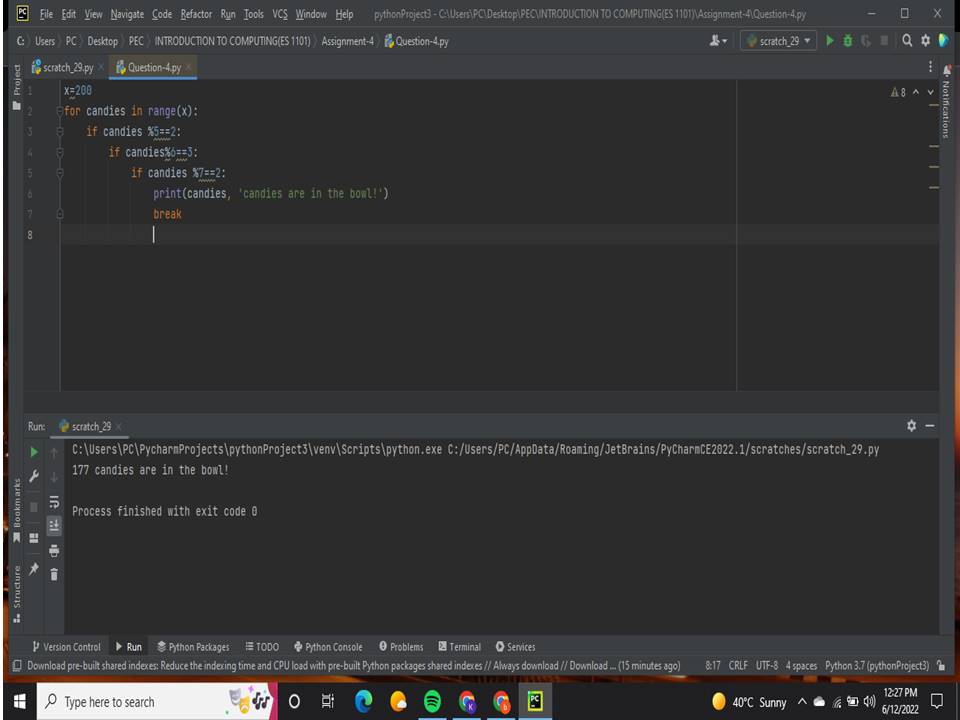 PC File Edit View Navigate Code Refactor Run Tools VCS Window Help pythonProject3 - C:\Users\PC\Desktop\PEC\INTRODUCTION TO COMPUTING(ES 1101)\Assignment-4\Question-4.py
C: Users PC Desktop PEC INTRODUCTION TO COMPUTING(ES 1101) Assignment-4 Question-4.py scratch_29
Project
scratch_29.py Question-4.py
Notifications
8
1 x=200
2 for candies in range(x):
3 if candies %5==2:
4 if candies%6==3:
5 if candies %7==2:
6 print(candies, 'candies are in the bowl!')
7 break
8
Run: scratch_29
C:\Users\PC\PycharmProjects\pythonProject3\venv\Scripts\python.exe C:/Users/PC/AppData/Roaming/JetBrains/PyCharmCE2022.1/scratches/scratch_29.py
177 candies are in the bowl!
Process finished with exit code 0
Bookmarks
Structure
Version Control Run Python Packages TODO Python Console Problems Terminal Services
Download pre-built shared indexes: Reduce the indexing time and CPU load with pre-built Python packages shared indexes // Always download // Download ... (15 minutes ago) 8:17 CRLF UTF-8 4 spaces Python 3.7 (pythonProject3)
Type here to search K b PC 40°C Sunny 12:27 PM
6/12/2022